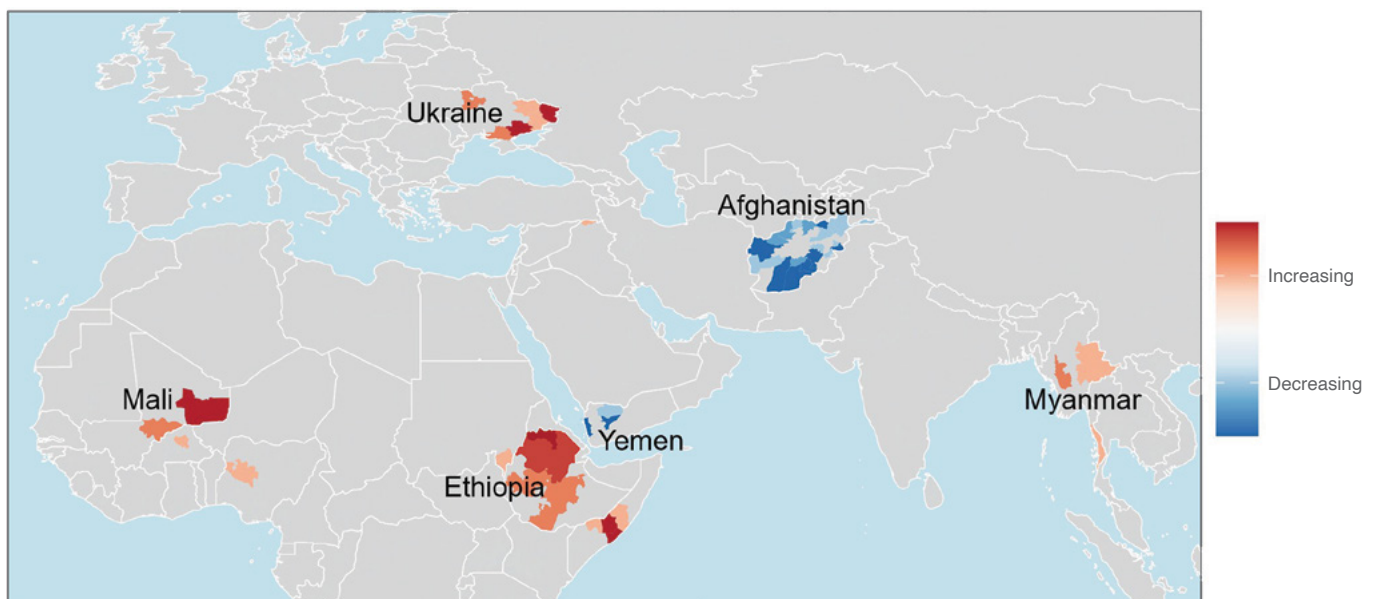 Ukraine
Afghanistan
Increasing
Decreasing
Mali
Myanmar
Yemen
Ethiopia